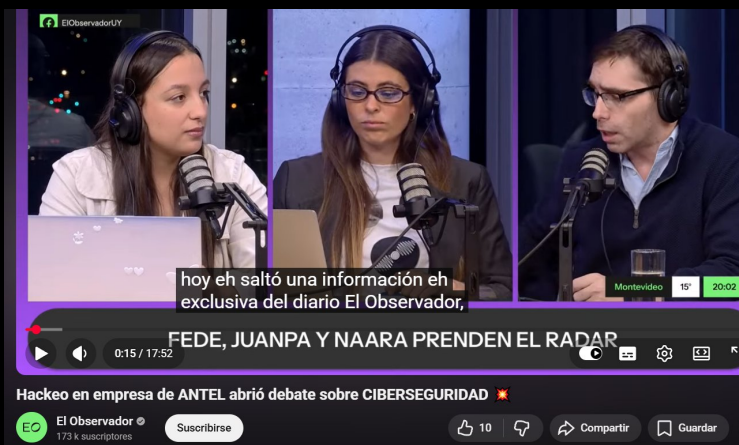 ElObservadorUY
hoy eh saltó una información eh
exclusiva del diario El Observador,
Montevideo 15° 20:02
FEDE, JUANPA Y NAARA PRENDEN EL RADAR
0:15 / 17:52
Hackeo en empresa de ANTEL abrió debate sobre CIBERSEGURIDAD 💥
EO El Observador
173 k suscriptores
Suscribirse
10
Compartir
Guardar